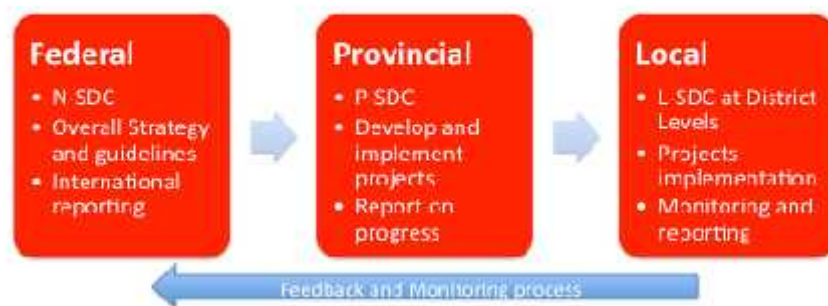 Federal
• N-SDC
• Overall Strategy
and guidelines
• International
reporting
Provincial
• P-SDC
• Develop and
implement
projects
• Report on
progress
Local
• L-SDC at District
Levels
• Projects
implementation
• Monitoring and
reporting
Feedback and Monitoring process